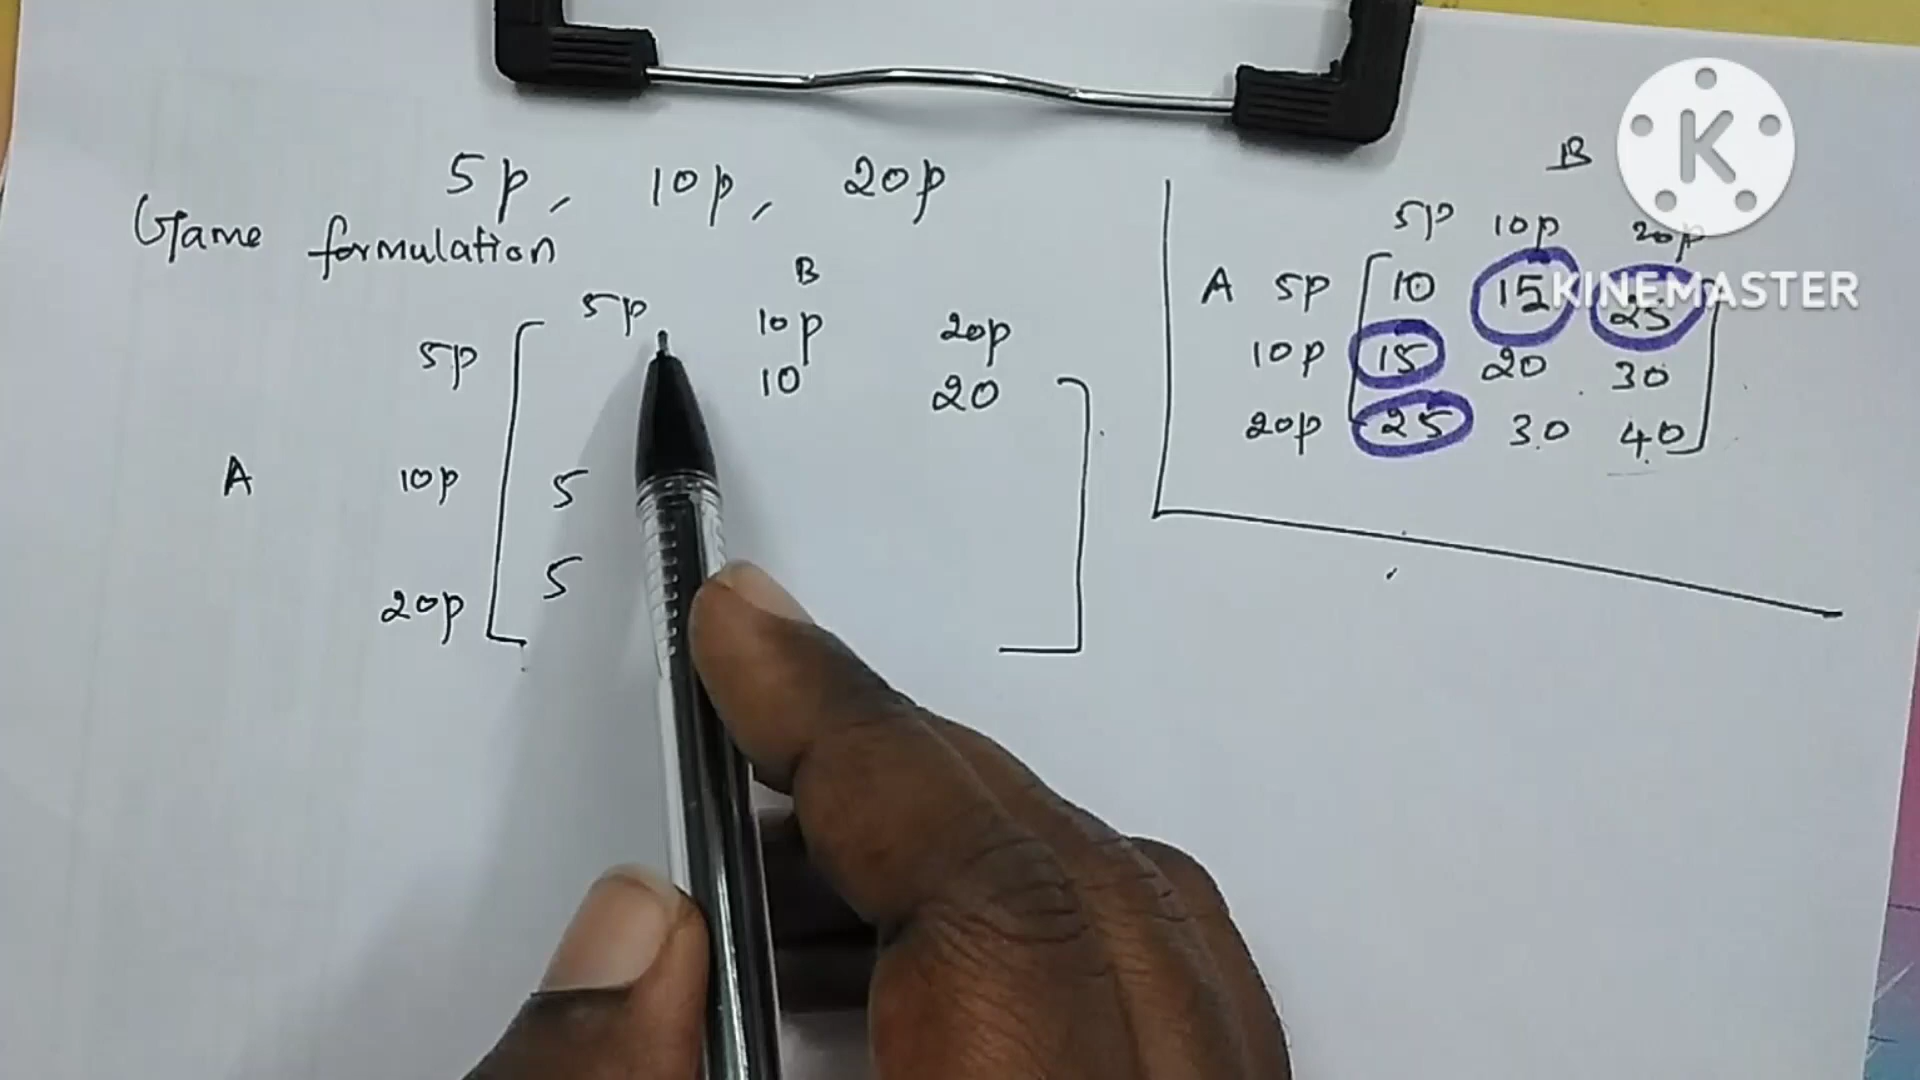 5p, 10p, 20p
Game formulation
B
5p 10p 20p
5p 10 20
A 10p 5
20p 5
B
5p 10p 20p
A 5p 10 15 25
10p 15 20 30
20p 25 30 40
K
KINEMASTER